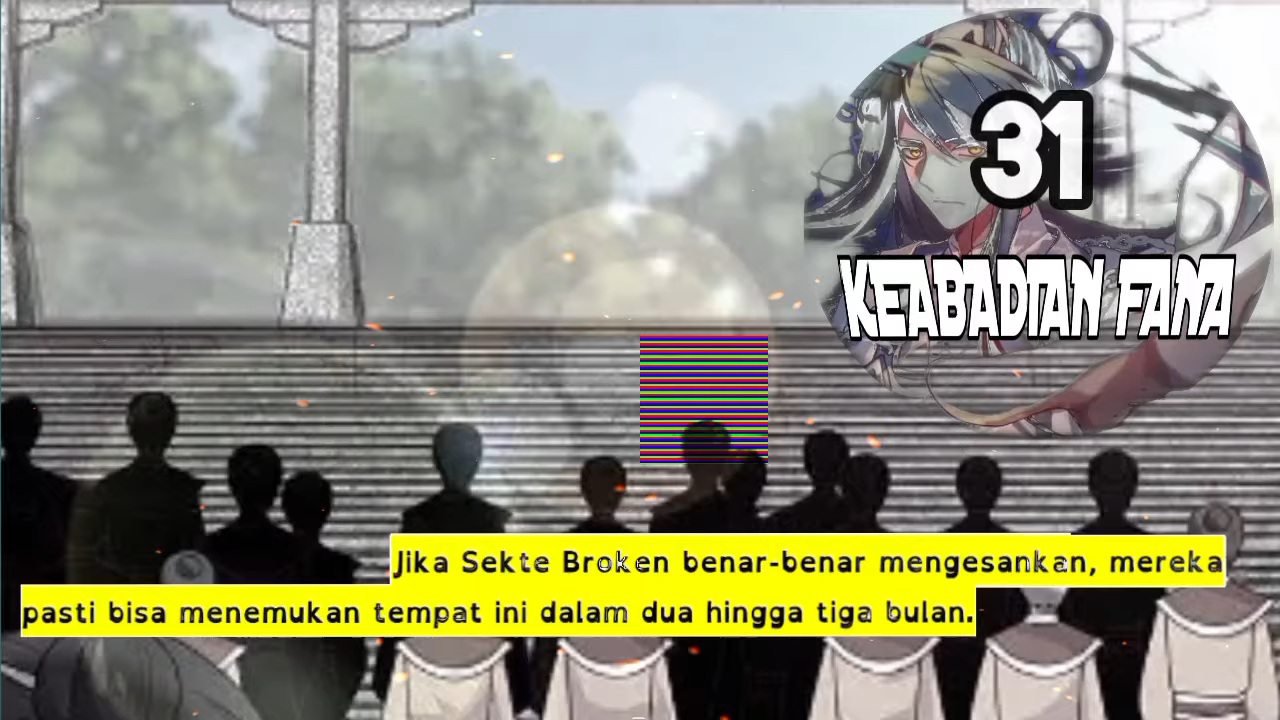 31
KEABADIAN FANA
Jika Sekte Broken benar-benar mengesankan, mereka
pasti bisa menemukan tempat ini dalam dua hingga tiga bulan.